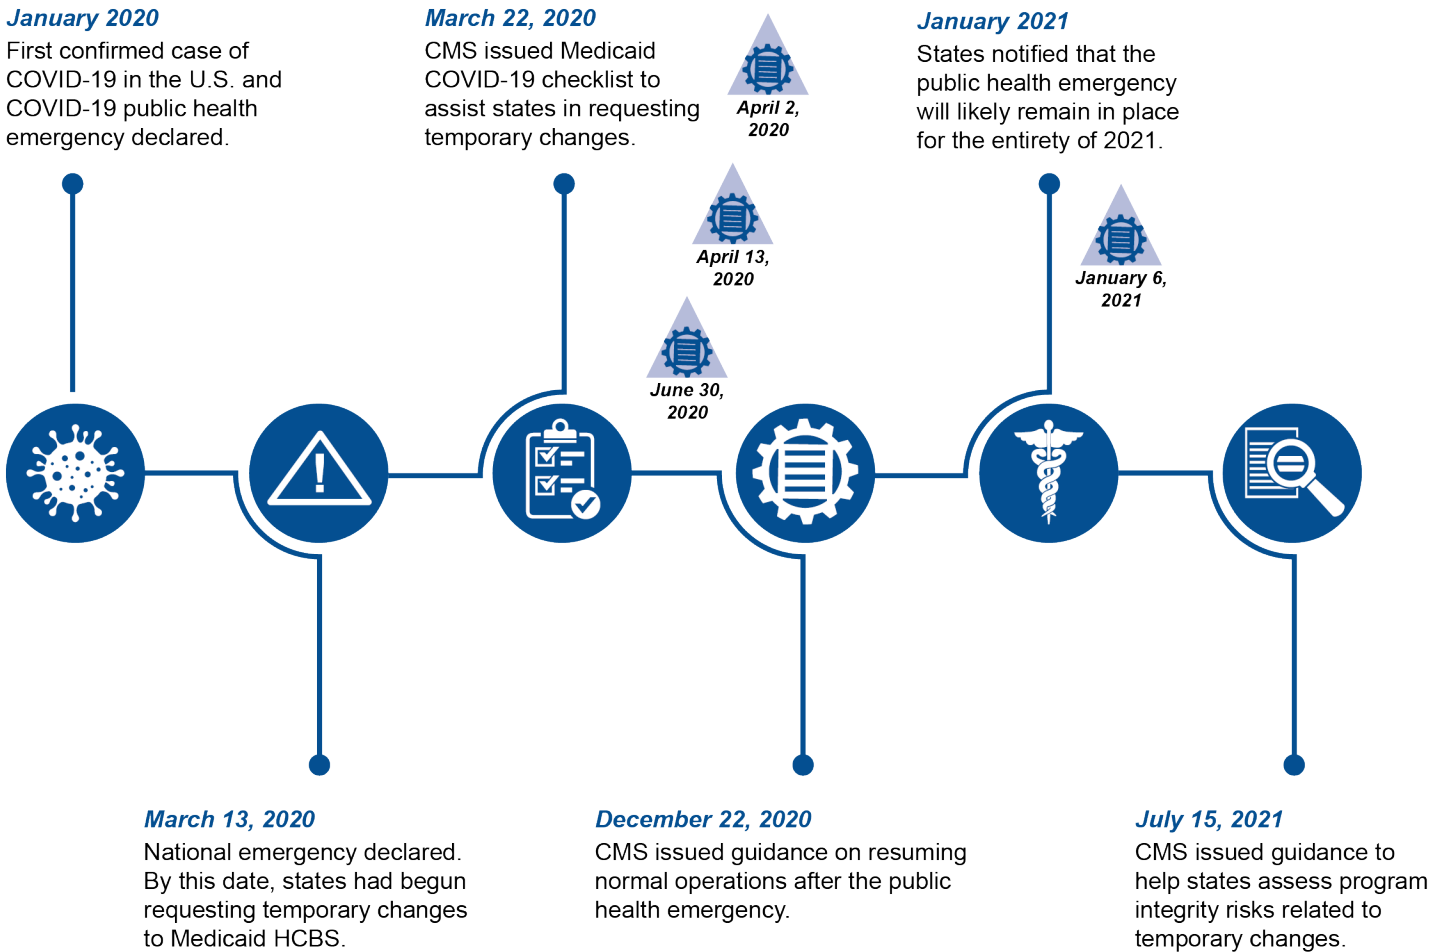 January 2020
First confirmed case of
COVID-19 in the U.S. and
COVID-19 public health
emergency declared.
March 22, 2020
CMS issued Medicaid
COVID-19 checklist to
assist states in requesting
temporary changes.
April 2,
2020
April 13,
2020
June 30,
2020
January 2021
States notified that the
public health emergency
will likely remain in place
for the entirety of 2021.
January 6,
2021
March 13, 2020
National emergency declared.
By this date, states had begun
requesting temporary changes
to Medicaid HCBS.
December 22, 2020
CMS issued guidance on resuming
normal operations after the public
health emergency.
July 15, 2021
CMS issued guidance to
help states assess program
integrity risks related to
temporary changes.